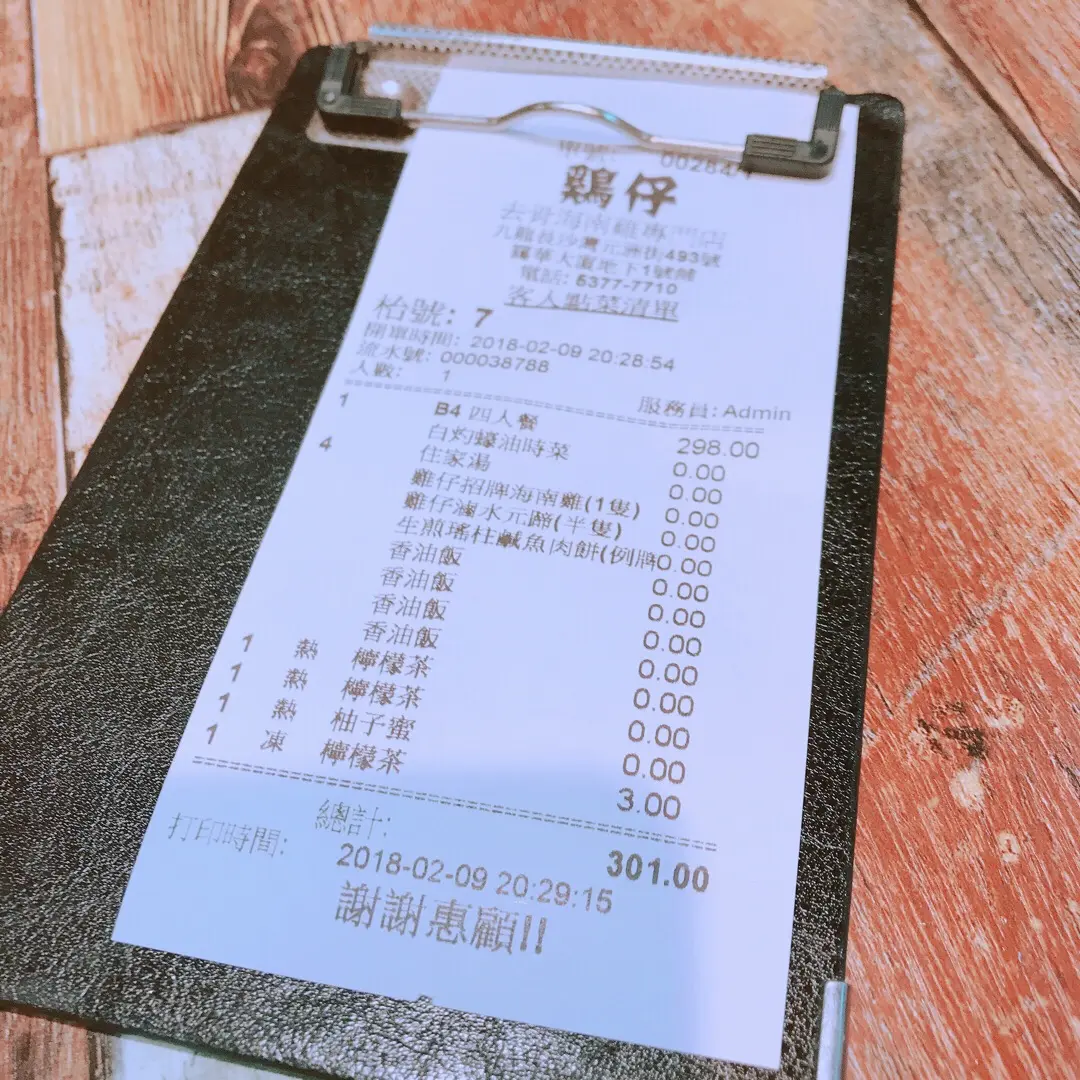 單號: 002844
鷄仔
去骨海南雞專門店
九龍長沙灣元洲街493號
大廈地下1號舖
電話: 5377-7710
客人點菜清單
枱號: 7
開單時間: 2018-02-09 20:28:54
流水號: 000038788
人數: 1
服務員: Admin
1 B4 四人餐 298.00
白灼蠔油時菜 0.00
4 住家湯 0.00
雞仔招牌海南雞(1隻) 0.00
雞仔滷水元蹄(半隻) 0.00
生煎瑤柱鹹魚肉餅(例牌 0.00
香油飯 0.00
香油飯 0.00
香油飯 0.00
香油飯 0.00
1 熱 檸檬茶 0.00
1 熱 檸檬茶 0.00
1 熱 柚子蜜 0.00
1 凍 檸檬茶 3.00
總計: 301.00
打印時間: 2018-02-09 20:29:15
謝謝惠顧!!